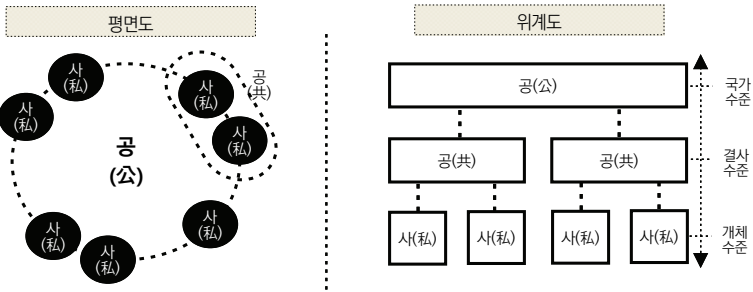 평면도
사
(私)
사
(私)
사
(私)
공
(共)
사
(私)
공
(公)
사
(私)
사
(私)
사
(私)
위계도
공(公)
국가
수준
공(共)
공(共)
결사
수준
사(私)
사(私)
사(私)
사(私)
개체
수준